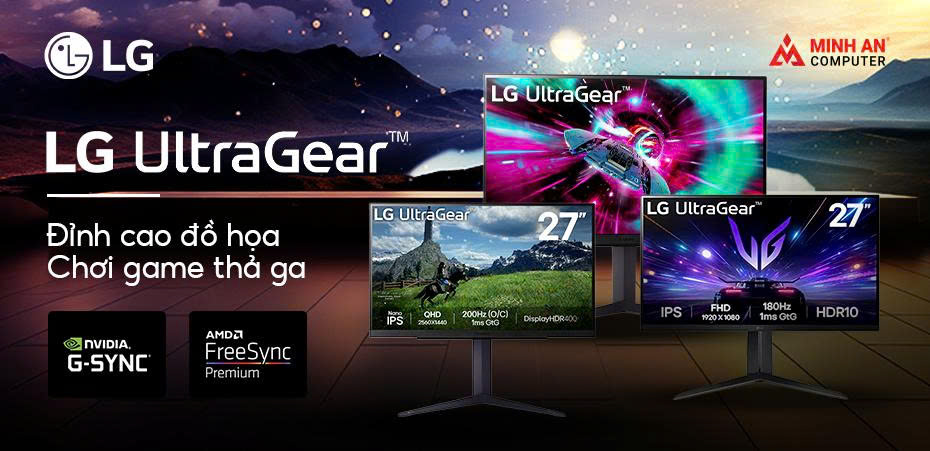 LG
MINH AN
COMPUTER
LG UltraGear™
Đỉnh cao đồ họa
Chơi game thả ga
NVIDIA
G-SYNC
AMD
FreeSync
Premium
LG UltraGear™
LG UltraGear™
27"
Nano
IPS
QHD
2560X1440
200Hz (O/C)
1ms GtG
DisplayHDR400
LG UltraGear™
27"
IPS
FHD
1920 X 1080
180Hz
1ms GtG
HDR10